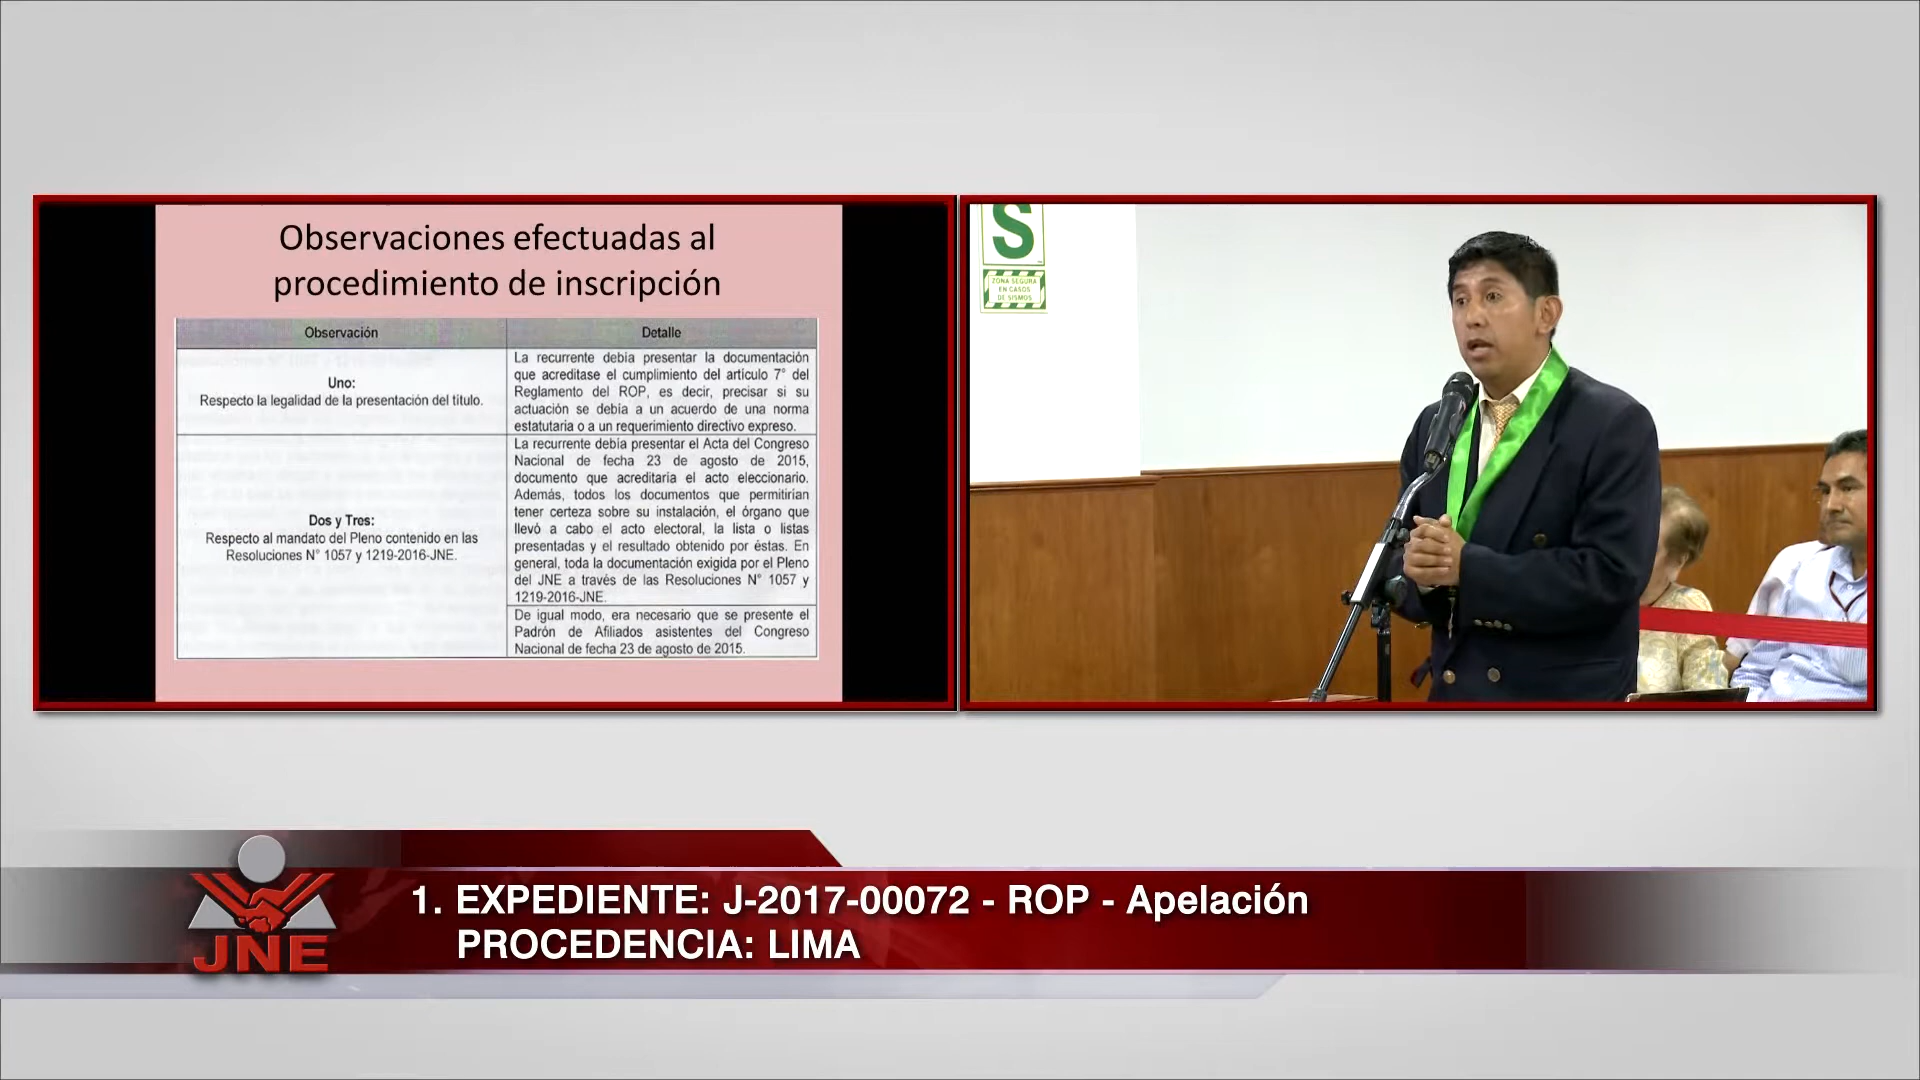 Observaciones efectuadas al
procedimiento de inscripción
Observación
Detalle
Uno:
Respecto la legalidad de la presentación del título.
La recurrente debía presentar la documentación
que acreditase el cumplimiento del artículo 7° del
Reglamento del ROP, es decir, precisar si su
actuación se debía a un acuerdo de una norma
estatutaria o a un requerimiento directivo expreso.
Dos y Tres:
Respecto al mandato del Pleno contenido en las
Resoluciones N° 1057 y 1219-2016-JNE.
La recurrente debía presentar el Acta del Congreso
Nacional de fecha 23 de agosto de 2015,
documento que acreditaría el acto eleccionario.
Además, todos los documentos que permitirían
tener certeza sobre su instalación, el órgano que
llevó a cabo el acto electoral, la lista o listas
presentadas y el resultado obtenido por éstas. En
general, toda la documentación exigida por el Pleno
del JNE a través de las Resoluciones N° 1057 y
1219-2016-JNE.
De igual modo, era necesario que se presente el
Padrón de Afiliados asistentes del Congreso
Nacional de fecha 23 de agosto de 2015.
S
ZONA SEGURA
EN CASOS
DE SISMOS
JNE
1. EXPEDIENTE: J-2017-00072 - ROP - Apelación
PROCEDENCIA: LIMA